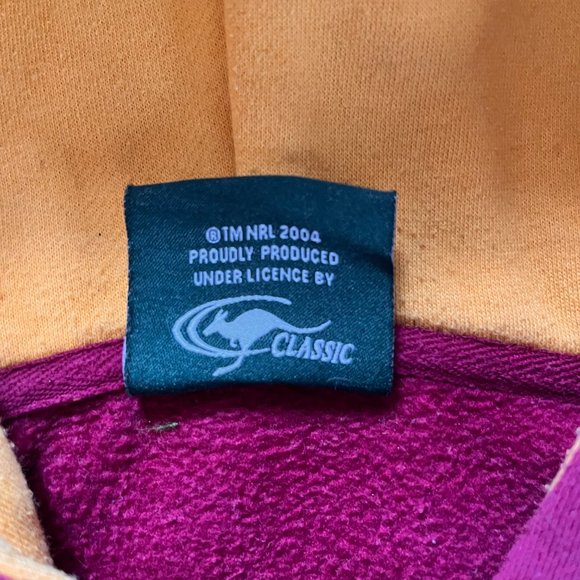 ®TM NRL 2004
PROUDLY PRODUCED
UNDER LICENCE BY
CLASSIC